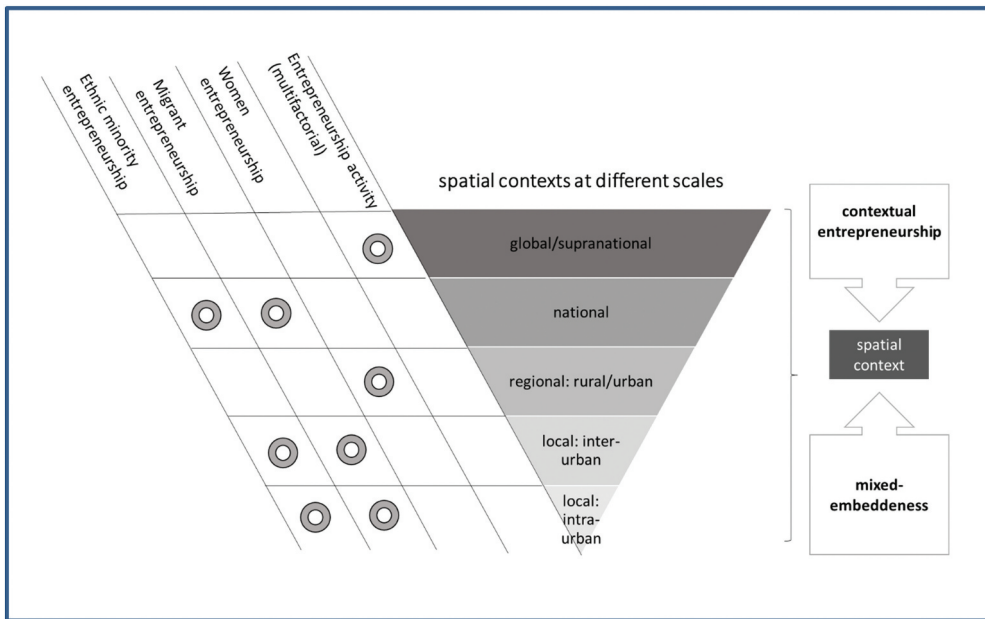 Ethnic minority
entrepreneurship
Migrant
entrepreneurship
Women
entrepreneurship
Entrepreneurship activity
(multifactorial)
spatial contexts at different scales
global/supranational
national
regional: rural/urban
local: inter-
urban
local:
intra-
urban
contextual
entrepreneurship
spatial
context
mixed-
embeddeness